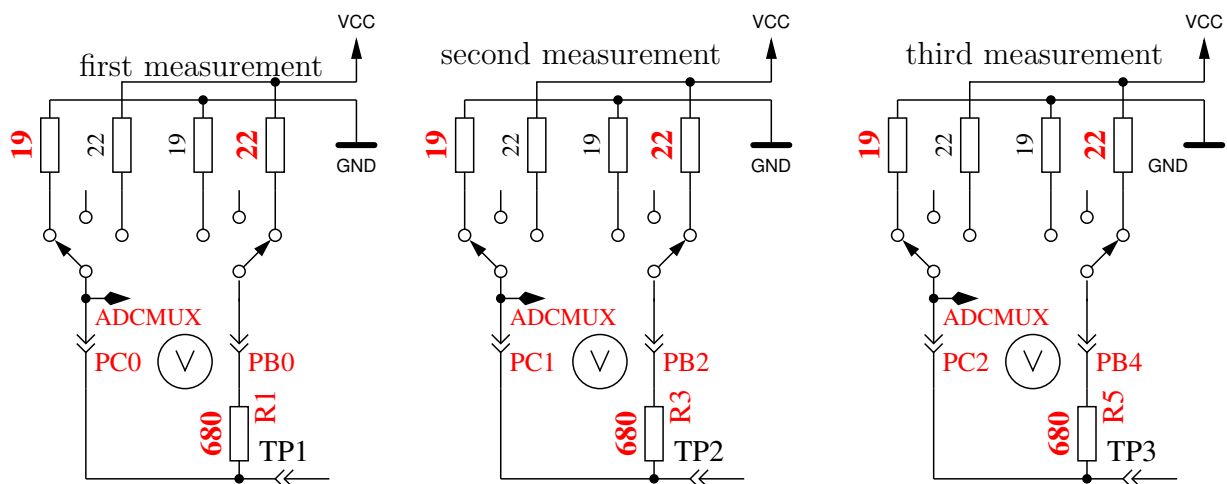 VCC
first measurement
19
22
19
22
GND
ADCMUX
PC0
V
PB0
680
R1
TP1
VCC
second measurement
19
22
19
22
GND
ADCMUX
PC1
V
PB2
680
R3
TP2
VCC
third measurement
19
22
19
22
GND
ADCMUX
PC2
V
PB4
680
R5
TP3